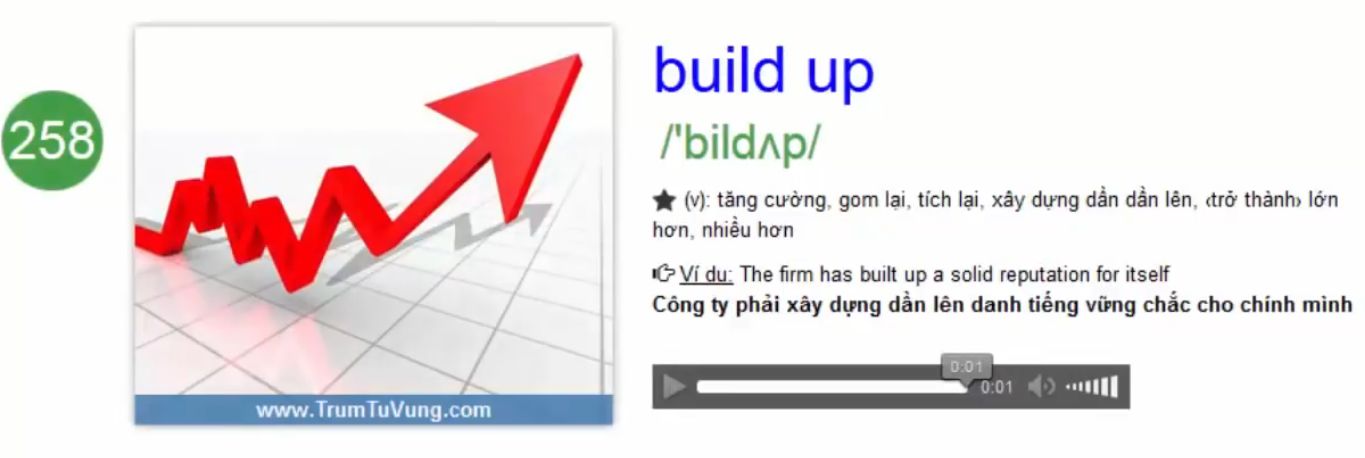 258
build up
/'bildʌp/
(v): tăng cường, gom lại, tích lại, xây dựng dần dần lên, ‹trở thành› lớn
hơn, nhiều hơn
Ví du: The firm has built up a solid reputation for itself
Công ty phải xây dựng dần lên danh tiếng vững chắc cho chính mình
0:01
0:01
www.TrumTuVung.com